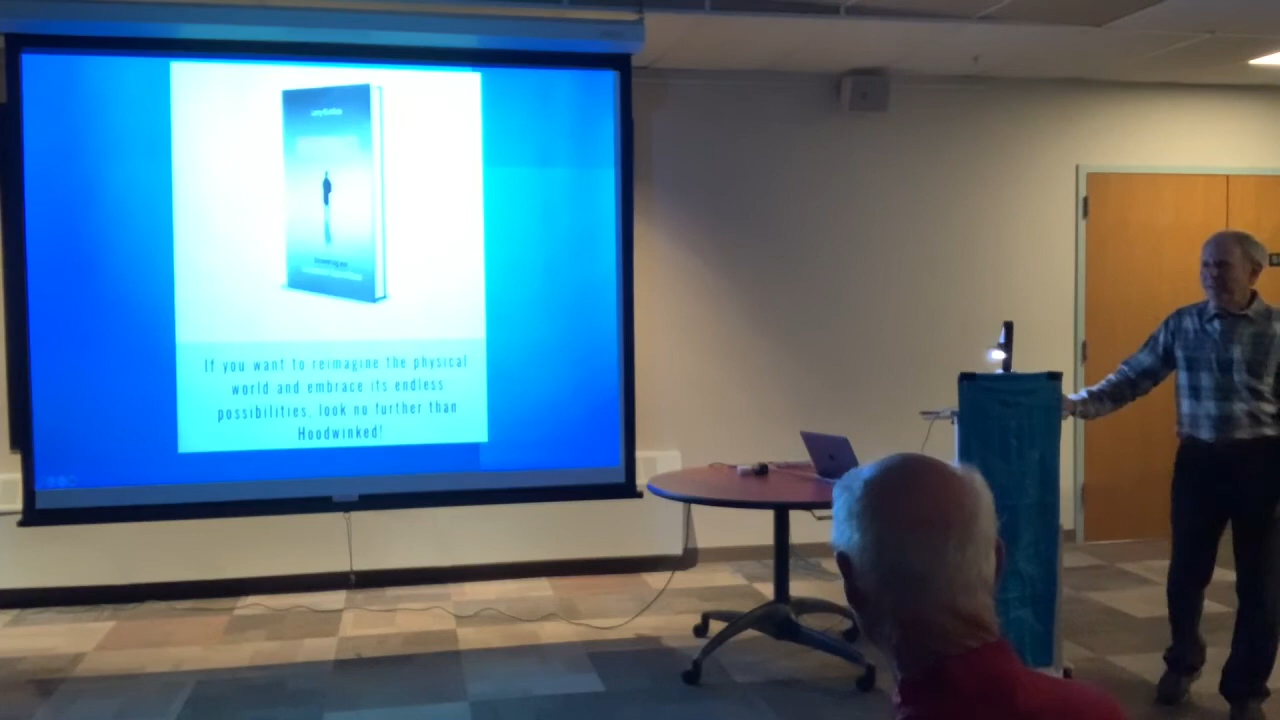 If you want to reimagine the physical
world and embrace its endless
possibilities, look no further than
Hoodwinked!